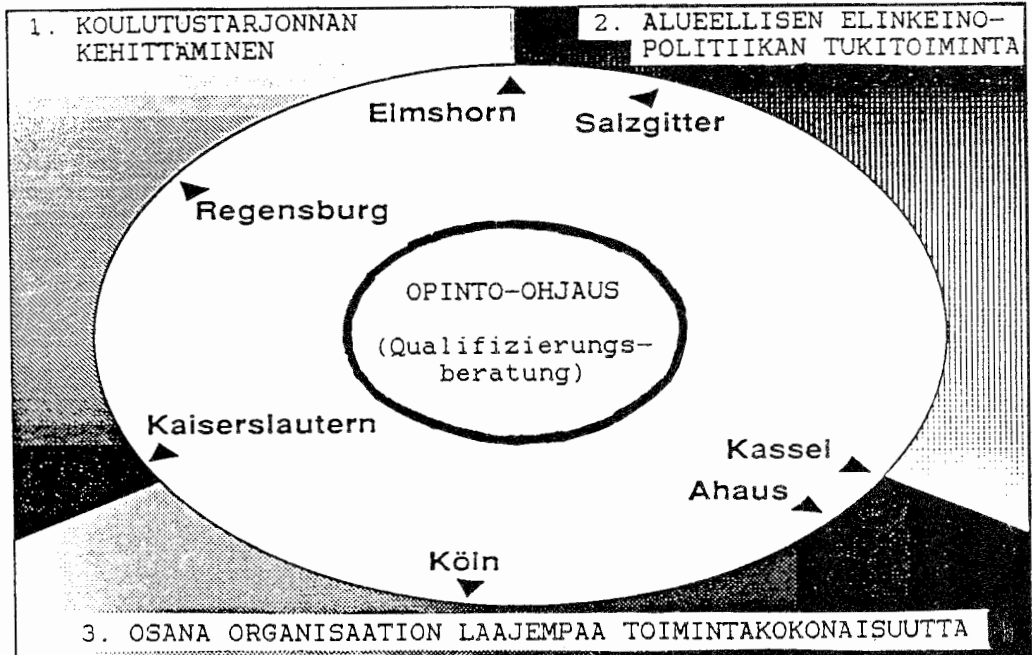 1. KOULUTUSTARJONNAN
KEHITTÄMINEN
2. ALUEELLISEN ELINKEINO-
POLITIIKAN TUKITOIMINTA
Elmshorn
Salzgitter
Regensburg
OPINTO-OHJAUS
(Qualifizierungs-
beratung)
Kaiserslautern
Kassel
Ahaus
Köln
3. OSANA ORGANISAATION LAAJEMPAA TOIMINTAKOKONAISUUTTA